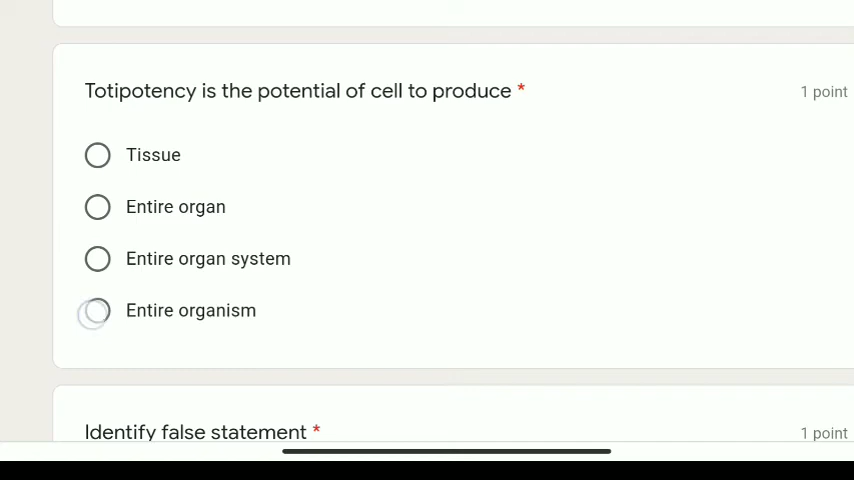 Totipotency is the potential of cell to produce *
1 point
Tissue
Entire organ
Entire organ system
Entire organism
Identify false statement *
1 point